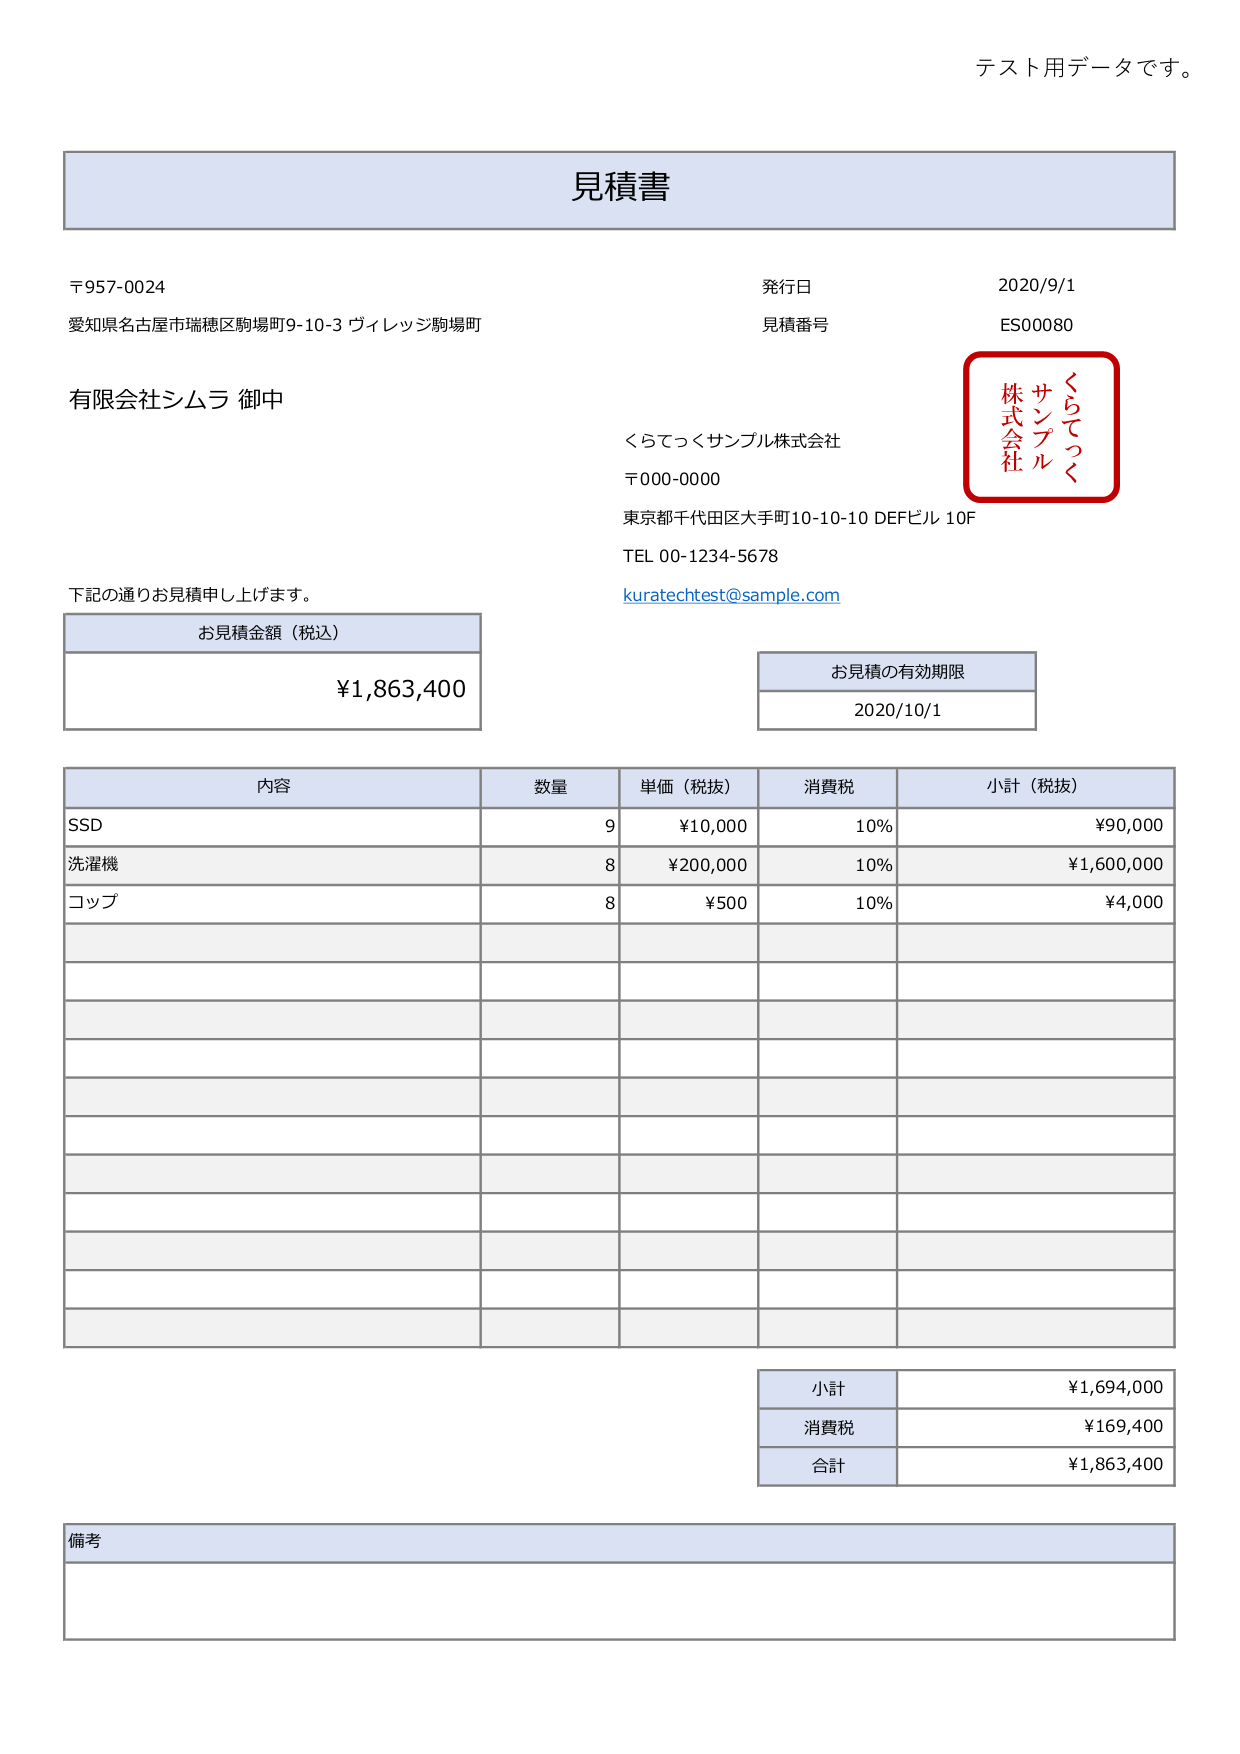 テスト用データです。
見積書
〒957-0024
発行日 2020/9/1
愛知県名古屋市瑞穂区駒場町9-10-3 ヴィレッジ駒場町
見積番号 ES00080
有限会社シムラ 御中
くらてっく
サンプル
株式会社
くらてっくサンプル株式会社
〒000-0000
東京都千代田区大手町10-10-10 DEFビル 10F
TEL 00-1234-5678
kuratechtest@sample.com
下記の通りお見積申し上げます。
お見積金額（税込）
¥1,863,400
お見積の有効期限
2020/10/1
内容 数量 単価（税抜） 消費税 小計（税抜）
SSD 9 ¥10,000 10% ¥90,000
洗濯機 8 ¥200,000 10% ¥1,600,000
コップ 8 ¥500 10% ¥4,000
小計 ¥1,694,000
消費税 ¥169,400
合計 ¥1,863,400
備考